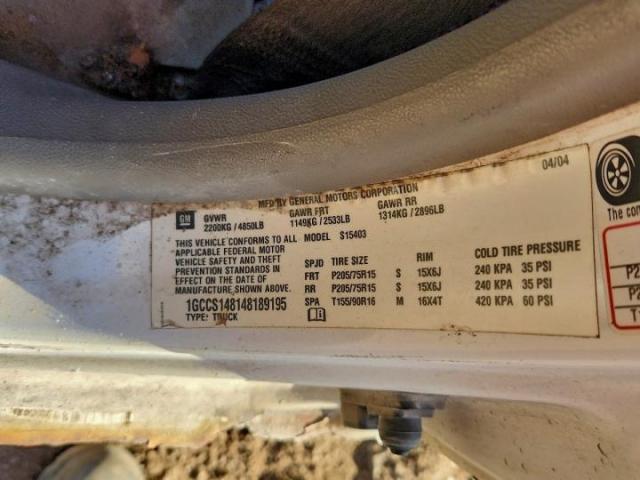 MFD BY GENERAL MOTORS CORPORATION
04/04
GM
GVWR GAWR FRT GAWR RR
2200KG / 4850LB 1149KG / 2533LB 1314KG / 2896LB
THIS VEHICLE CONFORMS TO ALL MODEL S15403
APPLICABLE FEDERAL MOTOR
VEHICLE SAFETY AND THEFT
PREVENTION STANDARDS IN
EFFECT ON THE DATE OF
MANUFACTURE SHOWN ABOVE.
1GCCS148148189195
TYPE: TRUCK
SPJD TIRE SIZE RIM COLD TIRE PRESSURE
FRT P205/75R15 S 15X6J 240 KPA 35 PSI
RR P205/75R15 S 15X6J 240 KPA 35 PSI
SPA T155/90R16 M 16X4T 420 KPA 60 PSI
The